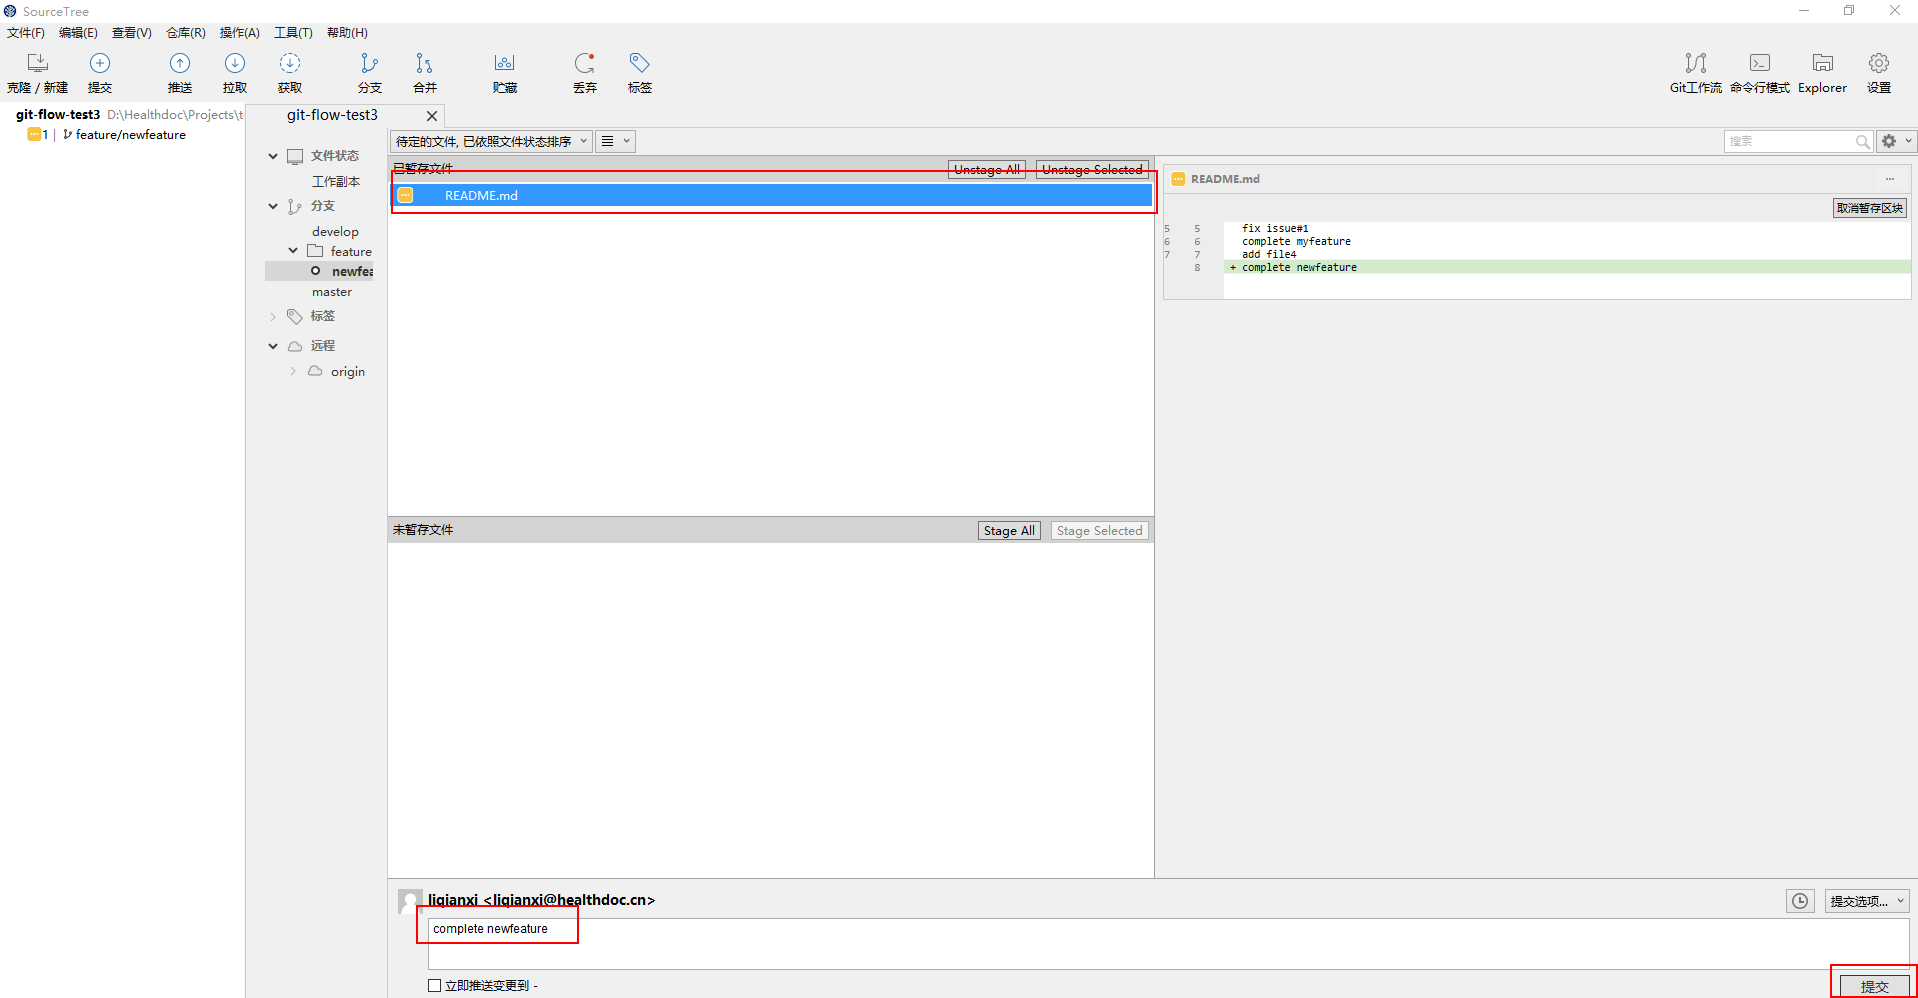 SourceTree
文件(F) 编辑(E) 查看(V) 仓库(R) 操作(A) 工具(T) 帮助(H)
克隆 / 新建 提交 推送 拉取 获取 分支 合并 贮藏 丢弃 标签 Git工作流 命令行模式 Explorer 设置
git-flow-test3 D:\Healthdoc\Projects\t
1 | feature/newfeature
git-flow-test3
文件状态
工作副本
分支
develop
feature
newfea
master
标签
远程
origin
待定的文件, 已依照文件状态排序
搜索
已暂存文件 Unstage All Unstage Selected
README.md
未暂存文件 Stage All Stage Selected
README.md ...
取消暂存区块
5 5 fix issue#1
6 6 complete myfeature
7 7 add file4
8 + complete newfeature
liqianxi <liqianxi@healthdoc.cn>
提交选项...
complete newfeature
立即推送变更到 -
提交